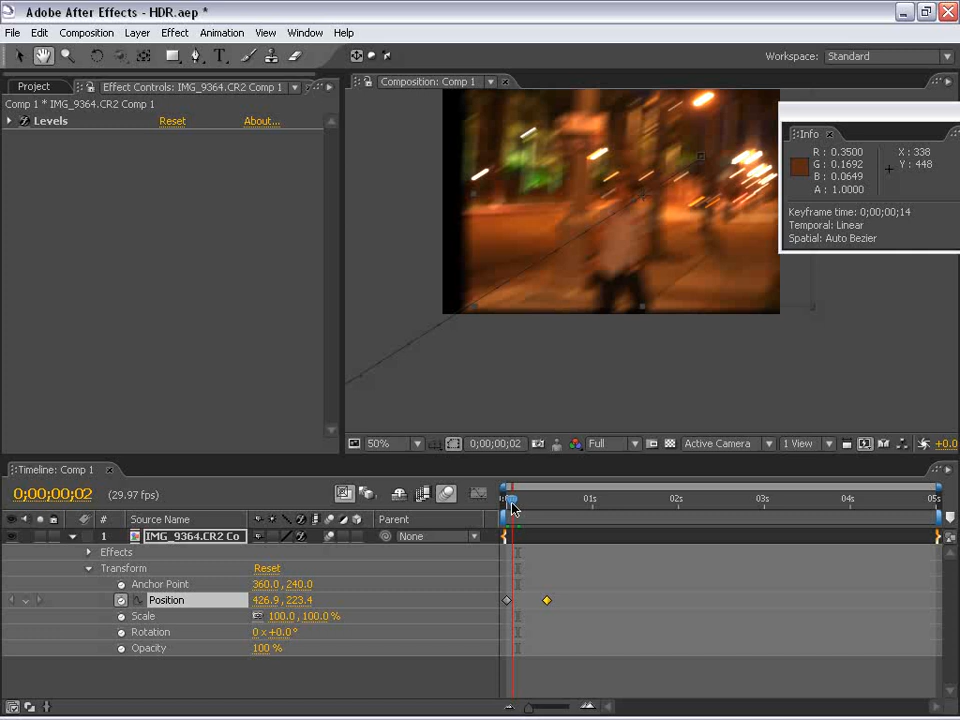 Adobe After Effects - HDR.aep *
File Edit Composition Layer Effect Animation View Window Help
Workspace: Standard
Project Effect Controls: IMG_9364.CR2 Comp 1
Comp 1 * IMG_9364.CR2 Comp 1
Levels Reset About...
Composition: Comp 1
Info
R : 0.3500 X : 338
G : 0.1692 Y : 448
B : 0.0649
A : 1.0000
Keyframe time: 0;00;00;14
Temporal: Linear
Spatial: Auto Bezier
50% 0;00;00;02 Full Active Camera 1 View +0.0
Timeline: Comp 1
0;00;00;02 (29.97 fps)
01s 02s 03s 04s 05s
# Source Name Parent
1 IMG_9364.CR2 Co None
Effects
Transform Reset
Anchor Point 360.0 , 240.0
Position 426.9 , 223.4
Scale 100.0 , 100.0 %
Rotation 0 x +0.0°
Opacity 100 %